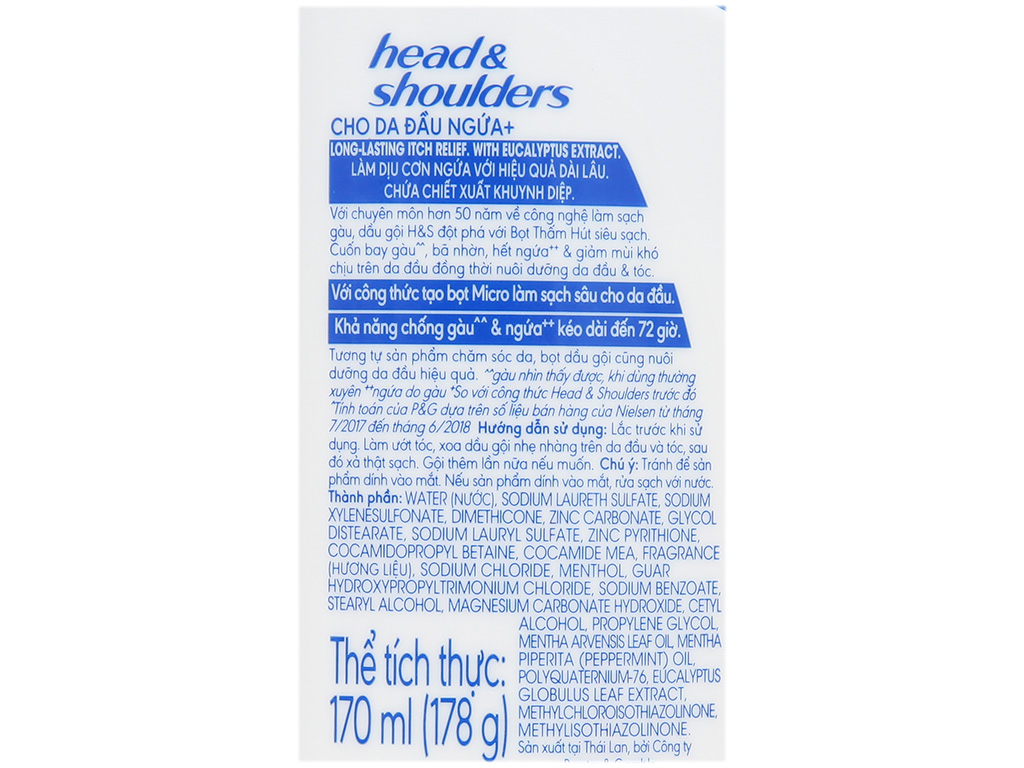 head &
shoulders
CHO DA ĐẦU NGỨA+
LONG-LASTING ITCH RELIEF. WITH EUCALYPTUS EXTRACT.
LÀM DỊU CƠN NGỨA VỚI HIỆU QUẢ DÀI LÂU.
CHỨA CHIẾT XUẤT KHUYNH DIỆP.
Với chuyên môn hơn 50 năm về công nghệ làm sạch
gàu, dầu gội H&S đột phá với Bọt Thấm Hút siêu sạch.
Cuốn bay gàu^^, bã nhờn, hết ngứa++ & giảm mùi khó
chịu trên da đầu đồng thời nuôi dưỡng da đầu & tóc.
Với công thức tạo bọt Micro làm sạch sâu cho da đầu.
Khả năng chống gàu^^ & ngứa++ kéo dài đến 72 giờ.
Tương tự sản phẩm chăm sóc da, bọt dầu gội cũng nuôi
dưỡng da đầu hiệu quả. ^^gàu nhìn thấy được, khi dùng thường
xuyên ++ngứa do gàu +So với công thức Head & Shoulders trước đó
^Tính toán của P&G dựa trên số liệu bán hàng của Nielsen từ tháng
7/2017 đến tháng 6/2018 Hướng dẫn sử dụng: Lắc trước khi sử
dụng. Làm ướt tóc, xoa dầu gội nhẹ nhàng trên da đầu và tóc, sau
đó xả thật sạch. Gội thêm lần nữa nếu muốn. Chú ý: Tránh để sản
phẩm dính vào mắt. Nếu sản phẩm dính vào mắt, rửa sạch với nước.
Thành phần: WATER (NƯỚC), SODIUM LAURETH SULFATE, SODIUM
XYLENESULFONATE, DIMETHICONE, ZINC CARBONATE, GLYCOL
DISTEARATE, SODIUM LAURYL SULFATE, ZINC PYRITHIONE,
COCAMIDOPROPYL BETAINE, COCAMIDE MEA, FRAGRANCE
(HƯƠNG LIỆU), SODIUM CHLORIDE, MENTHOL, GUAR
HYDROXYPROPYLTRIMONIUM CHLORIDE, SODIUM BENZOATE,
STEARYL ALCOHOL, MAGNESIUM CARBONATE HYDROXIDE, CETYL
ALCOHOL, PROPYLENE GLYCOL,
MENTHA ARVENSIS LEAF OIL, MENTHA
PIPERITA (PEPPERMINT) OIL,
POLYQUATERNIUM-76, EUCALYPTUS
GLOBULUS LEAF EXTRACT,
METHYLCHLOROISOTHIAZOLINONE,
METHYLISOTHIAZOLINONE.
Sản xuất tại Thái Lan, bởi Công ty
Thể tích thực:
170 ml (178 g)